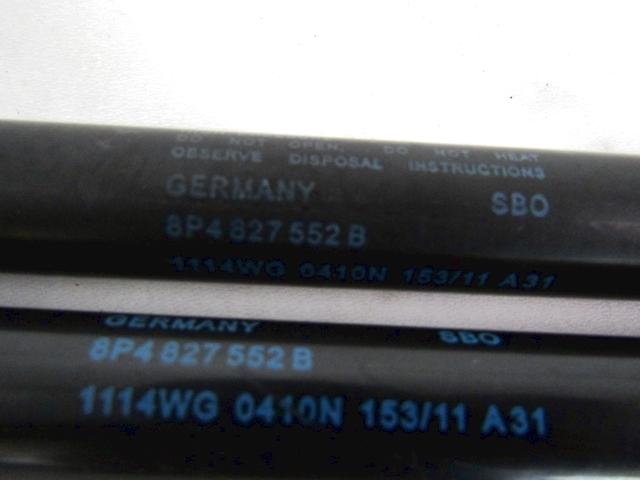 DO NOT OPEN. DO NOT HEAT
OBSERVE DISPOSAL INSTRUCTIONS
GERMANY SBO
8P4 827 552 B
1114WG 0410N 153/11 A31
GERMANY SBO
8P4 827 552 B
1114WG 0410N 153/11 A31